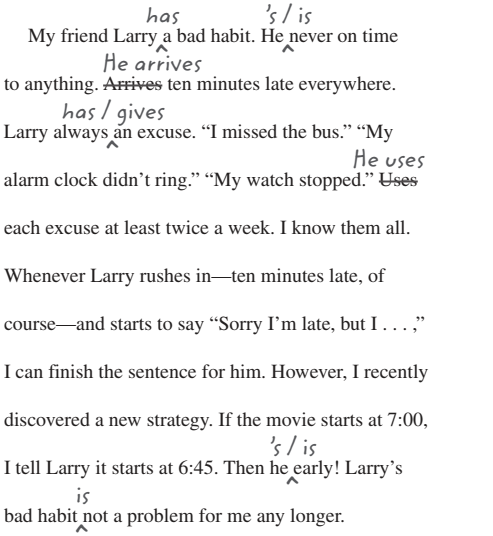 has 's / is
My friend Larry a bad habit. He never on time
He arrives
to anything. Arrives ten minutes late everywhere.
has / gives
Larry always an excuse. “I missed the bus.” “My
He uses
alarm clock didn’t ring.” “My watch stopped.” Uses
each excuse at least twice a week. I know them all.
Whenever Larry rushes in—ten minutes late, of
course—and starts to say “Sorry I’m late, but I . . . ,”
I can finish the sentence for him. However, I recently
discovered a new strategy. If the movie starts at 7:00,
's / is
I tell Larry it starts at 6:45. Then he early! Larry’s
is
bad habit not a problem for me any longer.